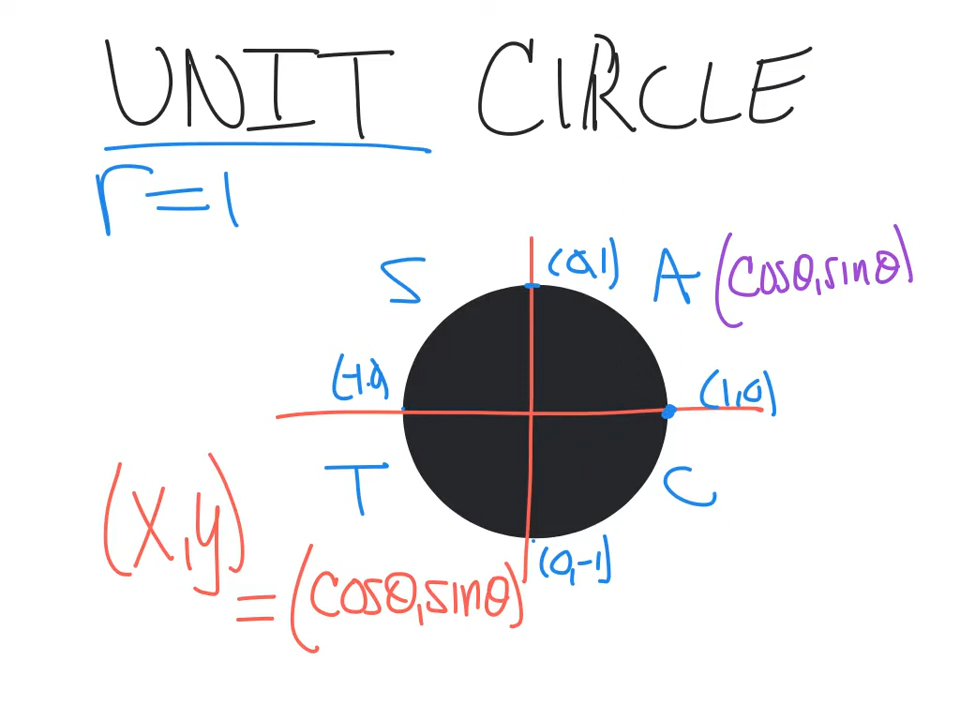 UNIT CIRCLE
r=1
S (0,1) A (cosθ,sinθ)
(-1,0) (1,0)
T C
(x,y) (0,-1)
=(cosθ,sinθ)